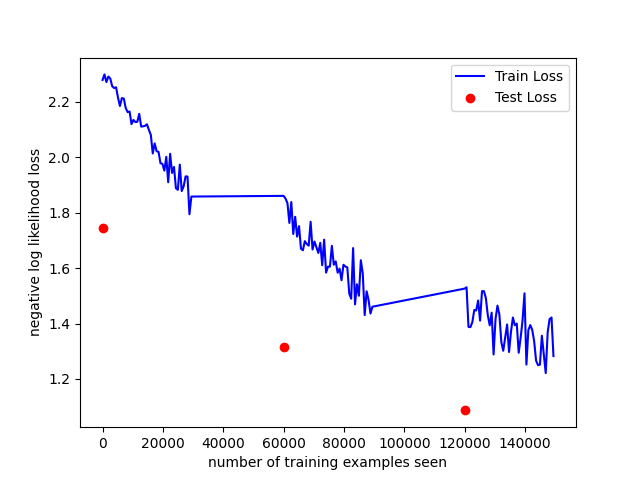 Train Loss
Test Loss
2.2
2.0
1.8
1.6
1.4
1.2
negative log likelihood loss
0 20000 40000 60000 80000 100000 120000 140000
number of training examples seen